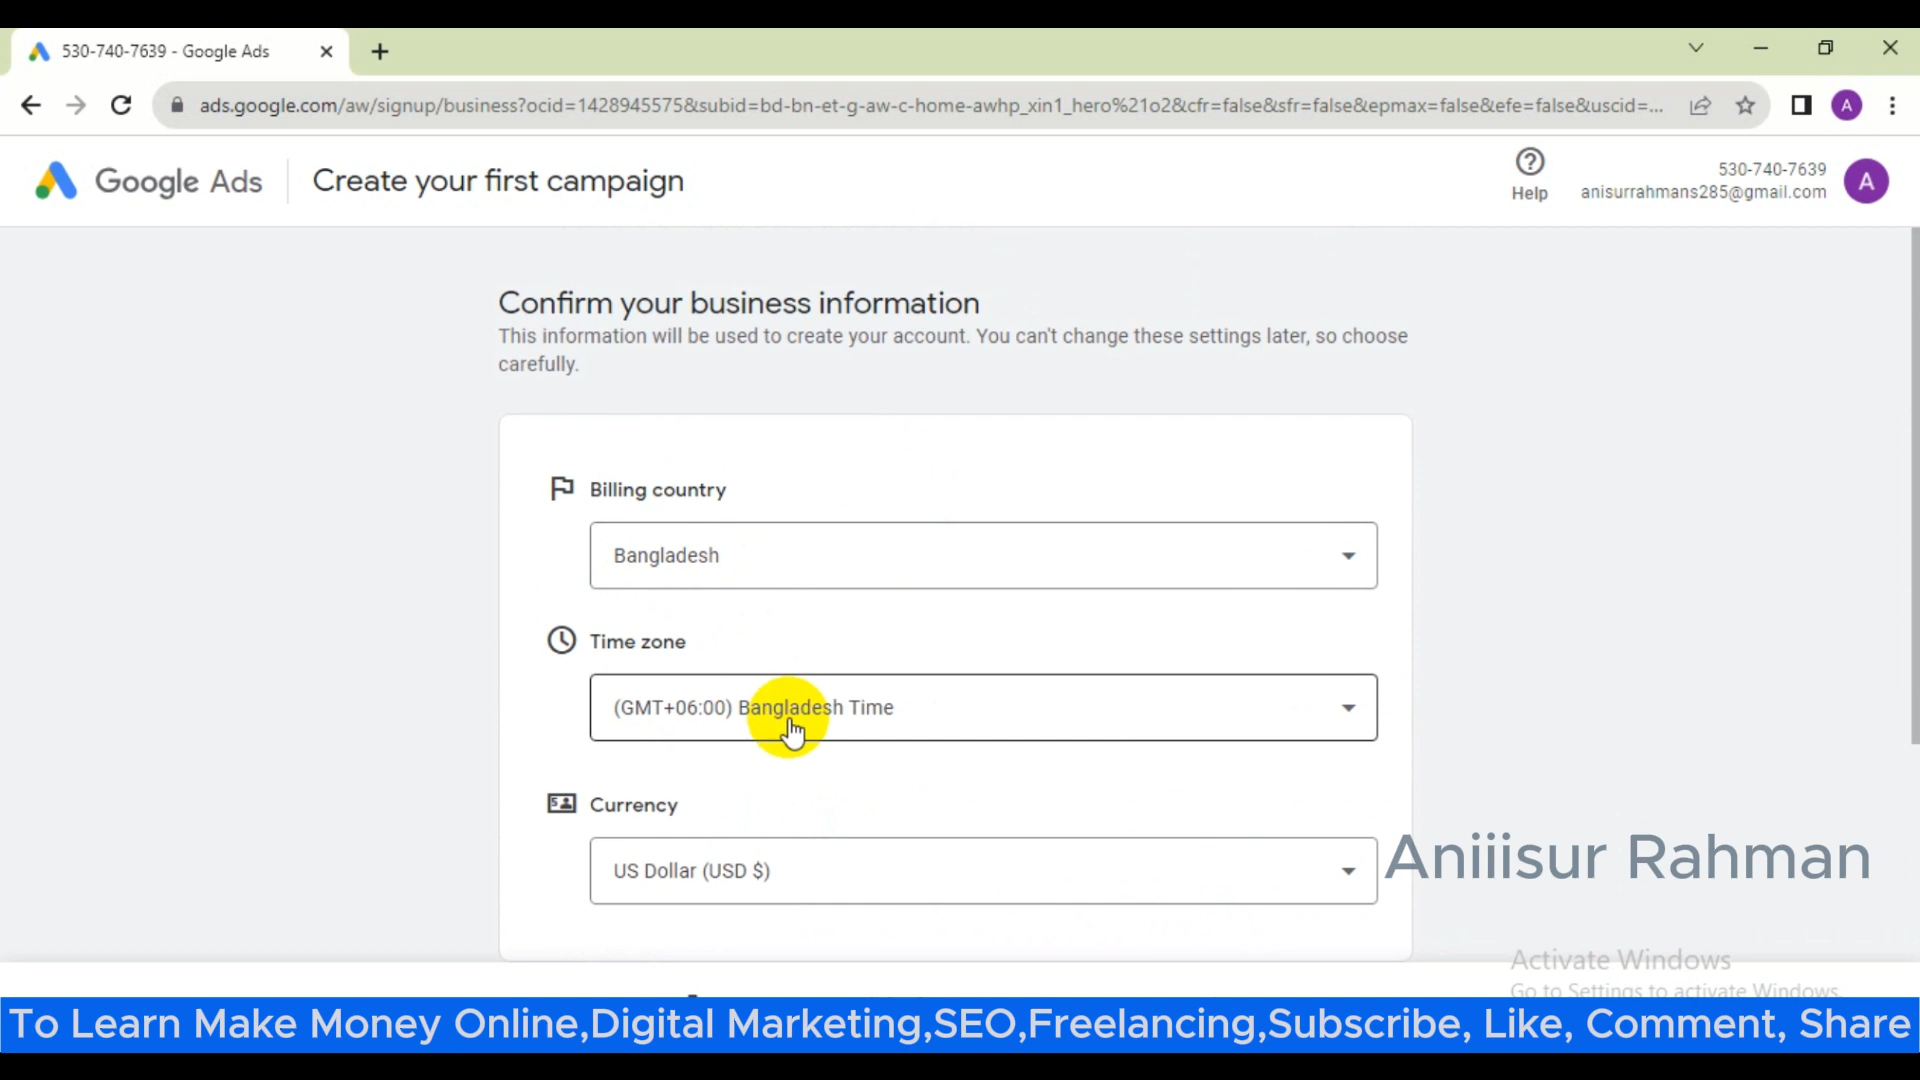 530-740-7639 - Google Ads
ads.google.com/aw/signup/business?ocid=1428945575&subid=bd-bn-et-g-aw-c-home-awhp_xin1_hero%21o2&cfr=false&sfr=false&epmax=false&efe=false&uscid=...
A
Google Ads
Create your first campaign
Help
530-740-7639
anisurrahmans285@gmail.com
A
Confirm your business information
This information will be used to create your account. You can't change these settings later, so choose
carefully.
Billing country
Bangladesh
Time zone
(GMT+06:00) Bangladesh Time
Currency
US Dollar (USD $)
Aniiisur Rahman
Activate Windows
Go to Settings to activate Windows.
To Learn Make Money Online,Digital Marketing,SEO,Freelancing,Subscribe, Like, Comment, Share